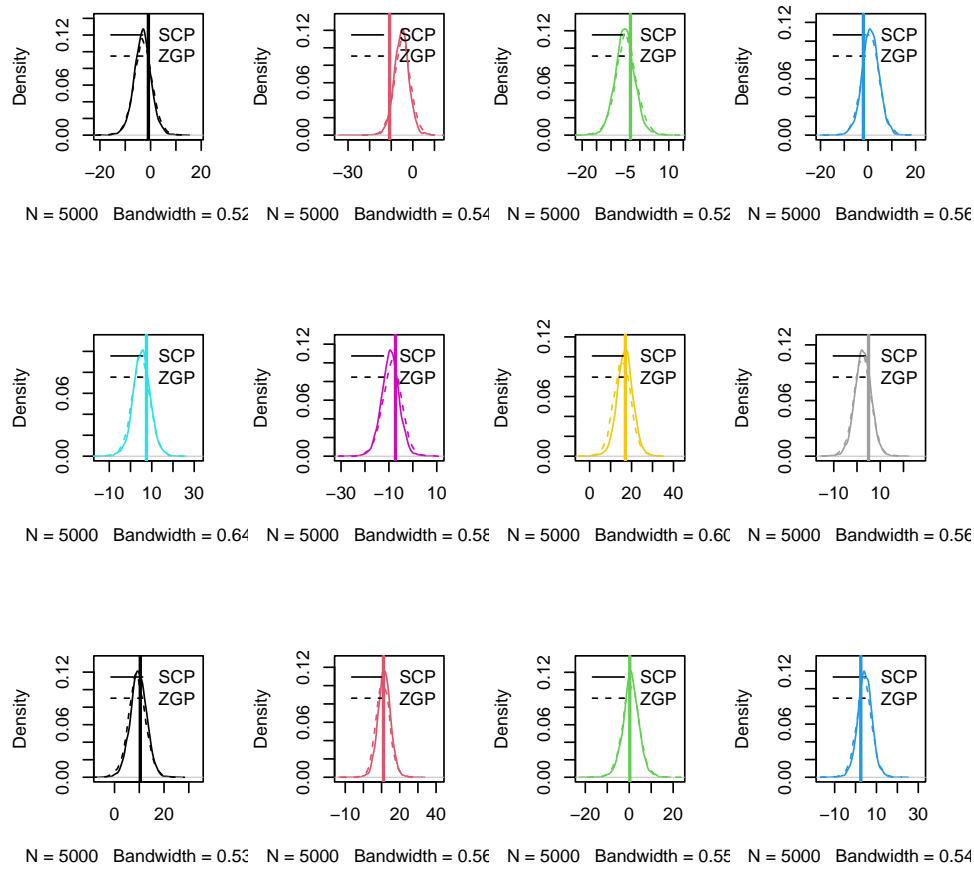 Density
0.00 0.06 0.12
SCP
ZGP
−20 0 20
N = 5000 Bandwidth = 0.52
Density
0.00 0.06 0.12
SCP
ZGP
−30 0
N = 5000 Bandwidth = 0.54
Density
0.00 0.06 0.12
SCP
ZGP
−20 −5 10
N = 5000 Bandwidth = 0.52
Density
0.00 0.06 0.12
SCP
ZGP
−20 0 20
N = 5000 Bandwidth = 0.56
Density
0.00 0.06
SCP
ZGP
−10 10 30
N = 5000 Bandwidth = 0.64
Density
0.00 0.06 0.12
SCP
ZGP
−30 −10 10
N = 5000 Bandwidth = 0.58
Density
0.00 0.06 0.12
SCP
ZGP
0 20 40
N = 5000 Bandwidth = 0.60
Density
0.00 0.06 0.12
SCP
ZGP
−10 10
N = 5000 Bandwidth = 0.56
Density
0.00 0.06 0.12
SCP
ZGP
0 20
N = 5000 Bandwidth = 0.53
Density
0.00 0.06 0.12
SCP
ZGP
−10 20 40
N = 5000 Bandwidth = 0.56
Density
0.00 0.06 0.12
SCP
ZGP
−20 0 20
N = 5000 Bandwidth = 0.55
Density
0.00 0.06 0.12
SCP
ZGP
−10 10 30
N = 5000 Bandwidth = 0.54